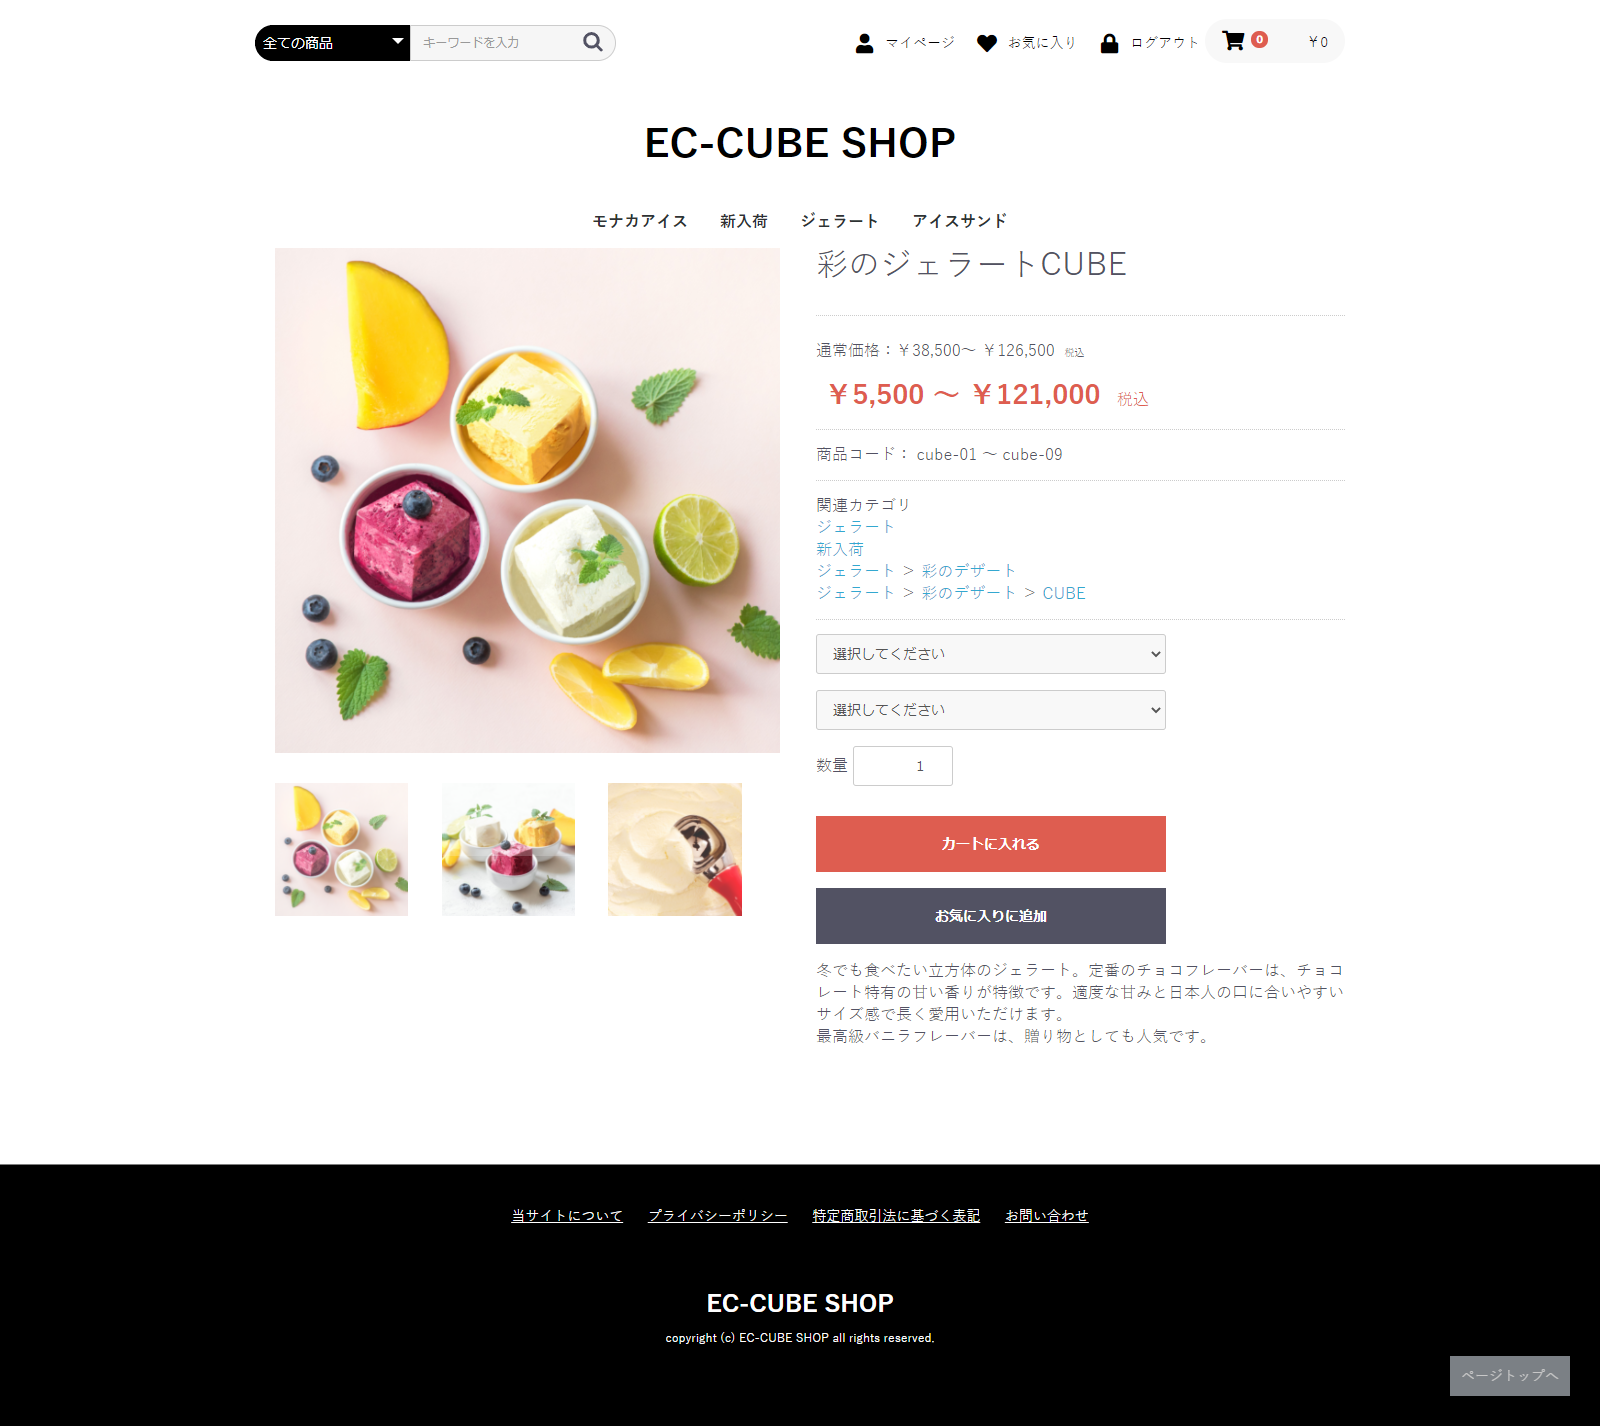 全ての商品
キーワードを入力
マイページ
お気に入り
ログアウト
0
￥0
EC-CUBE SHOP
モナカアイス 新入荷 ジェラート アイスサンド
彩のジェラートCUBE
通常価格：￥38,500～ ￥126,500 税込
￥5,500 ～ ￥121,000 税込
商品コード： cube-01 ～ cube-09
関連カテゴリ
ジェラート
新入荷
ジェラート ＞ 彩のデザート
ジェラート ＞ 彩のデザート ＞ CUBE
選択してください
選択してください
数量 1
カートに入れる
お気に入りに追加
冬でも食べたい立方体のジェラート。定番のチョコフレーバーは、チョコ
レート特有の甘い香りが特徴です。適度な甘みと日本人の口に合いやすい
サイズ感で長く愛用いただけます。
最高級バニラフレーバーは、贈り物としても人気です。
当サイトについて プライバシーポリシー 特定商取引法に基づく表記 お問い合わせ
EC-CUBE SHOP
copyright (c) EC-CUBE SHOP all rights reserved.
ページトップへ